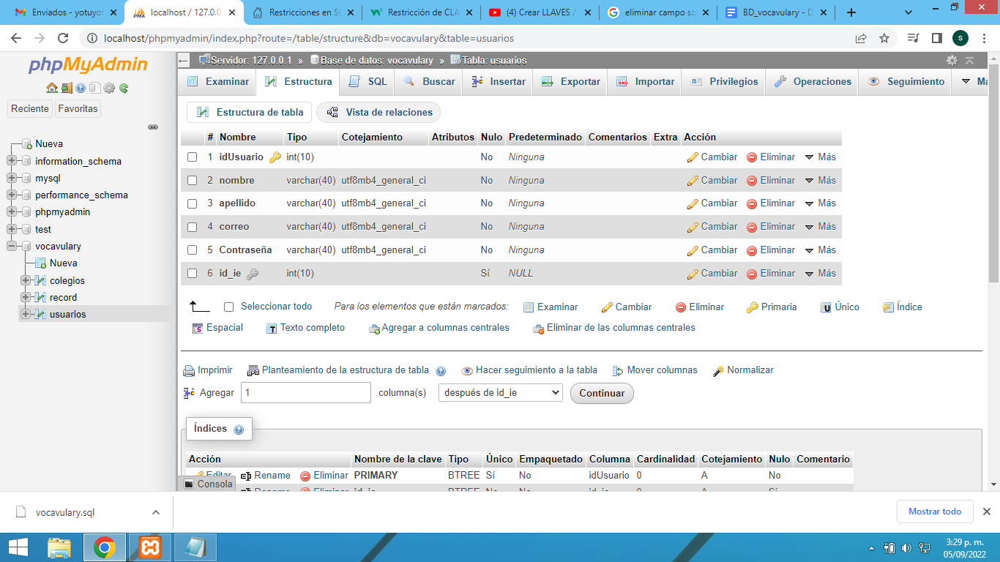 Enviados - yotuyot
localhost / 127.0.0
Restricciones en SQ
Restricción de CLA
(4) Crear LLAVES /
eliminar campo sq
BD_vocavulary - D
localhost/phpmyadmin/index.php?route=/table/structure&db=vocavulary&table=usuarios
s
phpMyAdmin
Reciente Favoritas
Nueva
information_schema
mysql
performance_schema
phpmyadmin
test
vocavulary
Nueva
colegios
record
usuarios
Servidor: 127.0.0.1 » Base de datos: vocavulary » Tabla: usuarios
Examinar Estructura SQL Buscar Insertar Exportar Importar Privilegios Operaciones Seguimiento Má
Estructura de tabla Vista de relaciones
# Nombre Tipo Cotejamiento Atributos Nulo Predeterminado Comentarios Extra Acción
1 idUsuario int(10) No Ninguna Cambiar Eliminar Más
2 nombre varchar(40) utf8mb4_general_ci No Ninguna Cambiar Eliminar Más
3 apellido varchar(40) utf8mb4_general_ci No Ninguna Cambiar Eliminar Más
4 correo varchar(40) utf8mb4_general_ci No Ninguna Cambiar Eliminar Más
5 Contraseña varchar(40) utf8mb4_general_ci No Ninguna Cambiar Eliminar Más
6 id_ie int(10) Sí NULL Cambiar Eliminar Más
Seleccionar todo Para los elementos que están marcados: Examinar Cambiar Eliminar Primaria Único Índice
Espacial Texto completo Agregar a columnas centrales Eliminar de las columnas centrales
Imprimir Planteamiento de la estructura de tabla Hacer seguimiento a la tabla Mover columnas Normalizar
Agregar 1 columna(s) después de id_ie Continuar
Índices
Acción Nombre de la clave Tipo Único Empaquetado Columna Cardinalidad Cotejamiento Nulo Comentario
Editar Rename Eliminar PRIMARY BTREE Sí No idUsuario 0 A No
Rename Eliminar id_ie BTREE No No id_ie 0 A Sí
Consola
vocavulary.sql
Mostrar todo
3:29 p. m.
05/09/2022